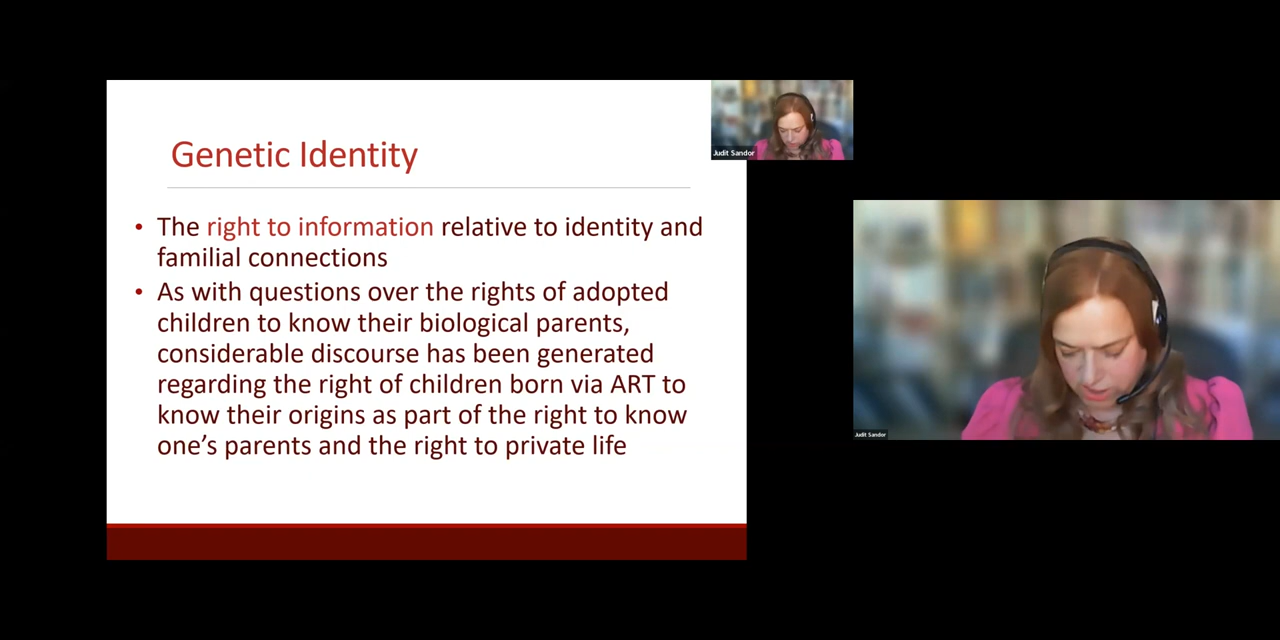 Genetic Identity
• The right to information relative to identity and
familial connections
• As with questions over the rights of adopted
children to know their biological parents,
considerable discourse has been generated
regarding the right of children born via ART to
know their origins as part of the right to know
one’s parents and the right to private life
Judit Sandor
Judit Sandor